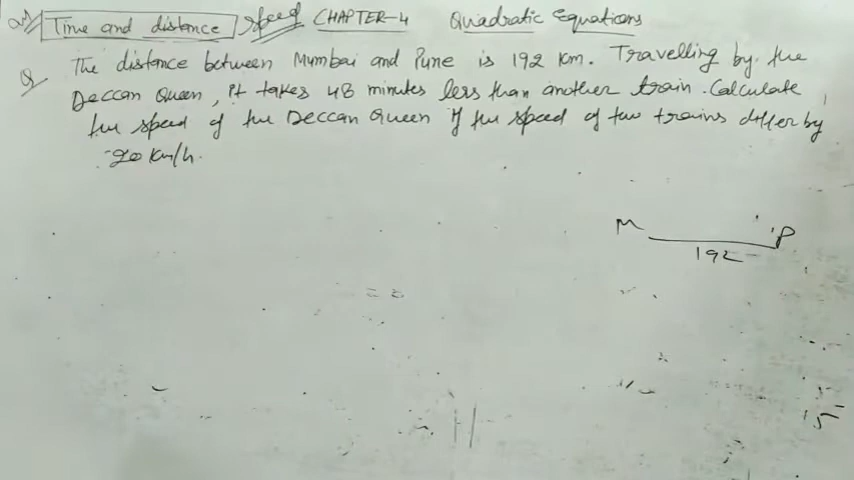 Time and distance speed CHAPTER-4 Quadratic Equations
Q The distance between Mumbai and Pune is 192 km. Travelling by the
Deccan Queen, it takes 48 minutes less than another train. Calculate
the speed of the Deccan Queen if the speed of two trains differ by
20 km/h.
M P
192
= 0
15